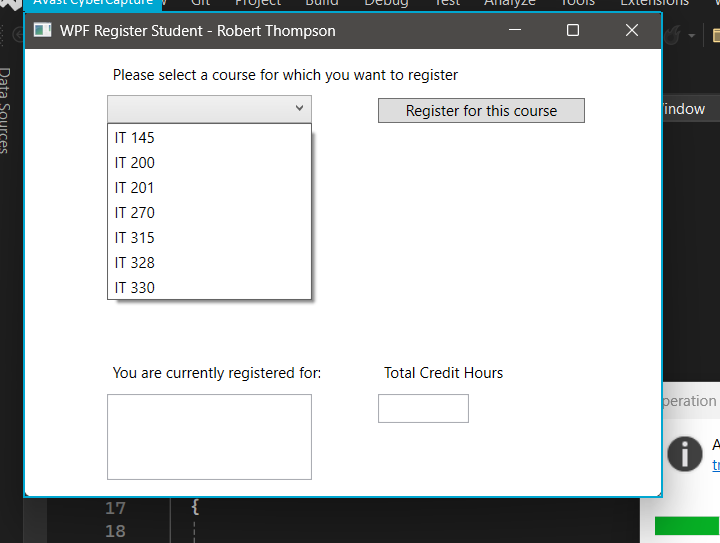 Avast CyberCapture
Git Project Build Debug Test Analyze Tools Extensions
WPF Register Student - Robert Thompson
Data Sources
Please select a course for which you want to register
Register for this course
indow
IT 145
IT 200
IT 201
IT 270
IT 315
IT 328
IT 330
You are currently registered for:
Total Credit Hours
peration
A
tr
17 {
18